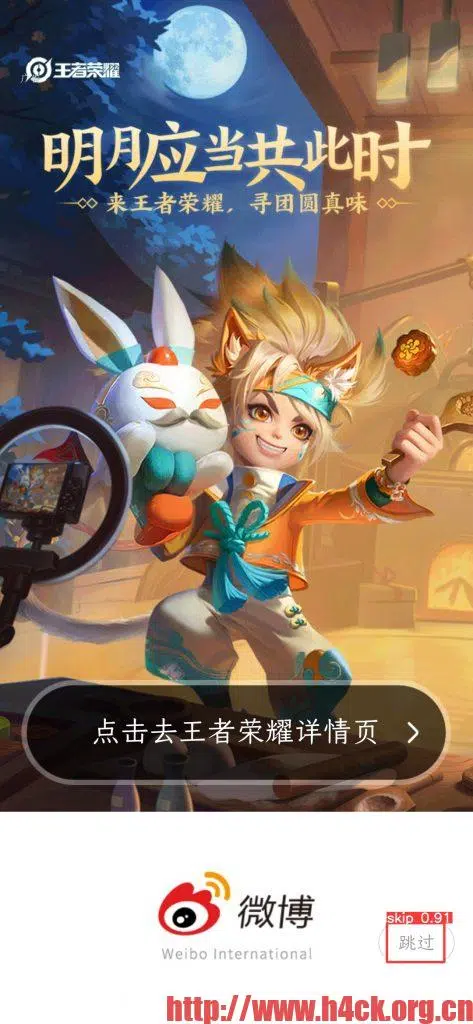 王者荣耀
明月应当共此时
来王者荣耀，寻团圆真味
点击去王者荣耀详情页
微博
Weibo International
skip 0.91
跳过
http://www.h4ck.org.cn